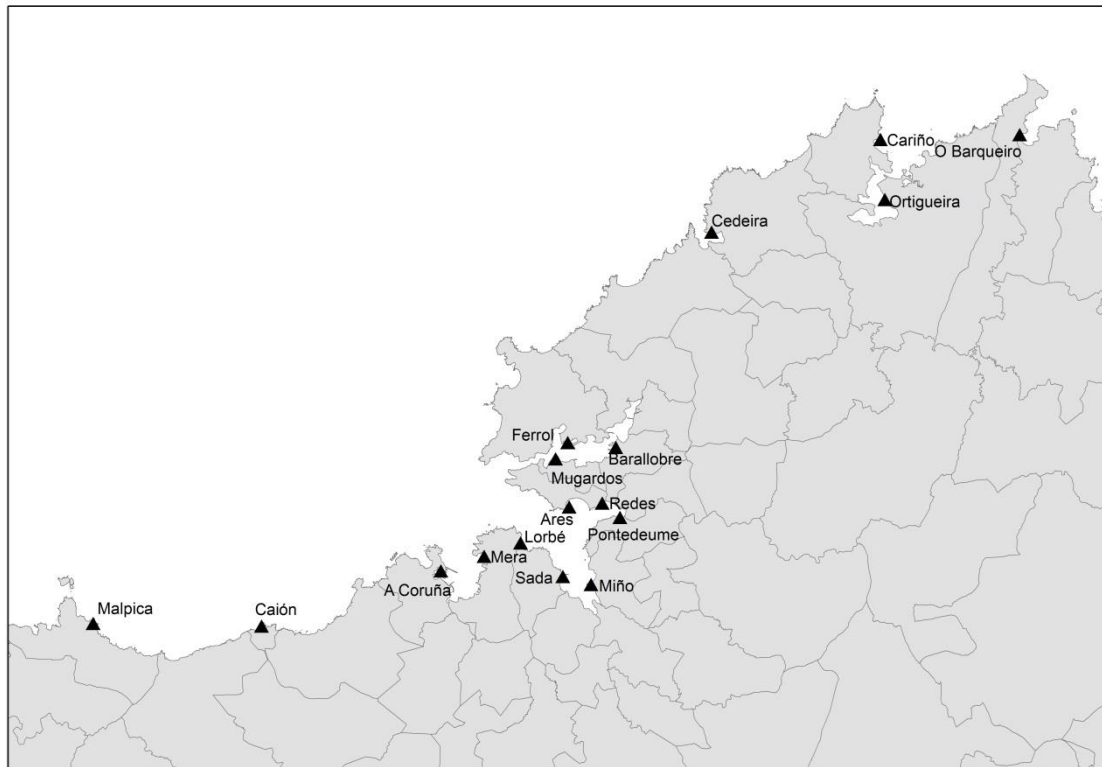 Cariño
O Barqueiro
Ortigueira
Cedeira
Ferrol
Barallobre
Mugardos
Redes
Ares
Pontedeume
Lorbé
Mera
Sada
Miño
A Coruña
Malpica
Caión